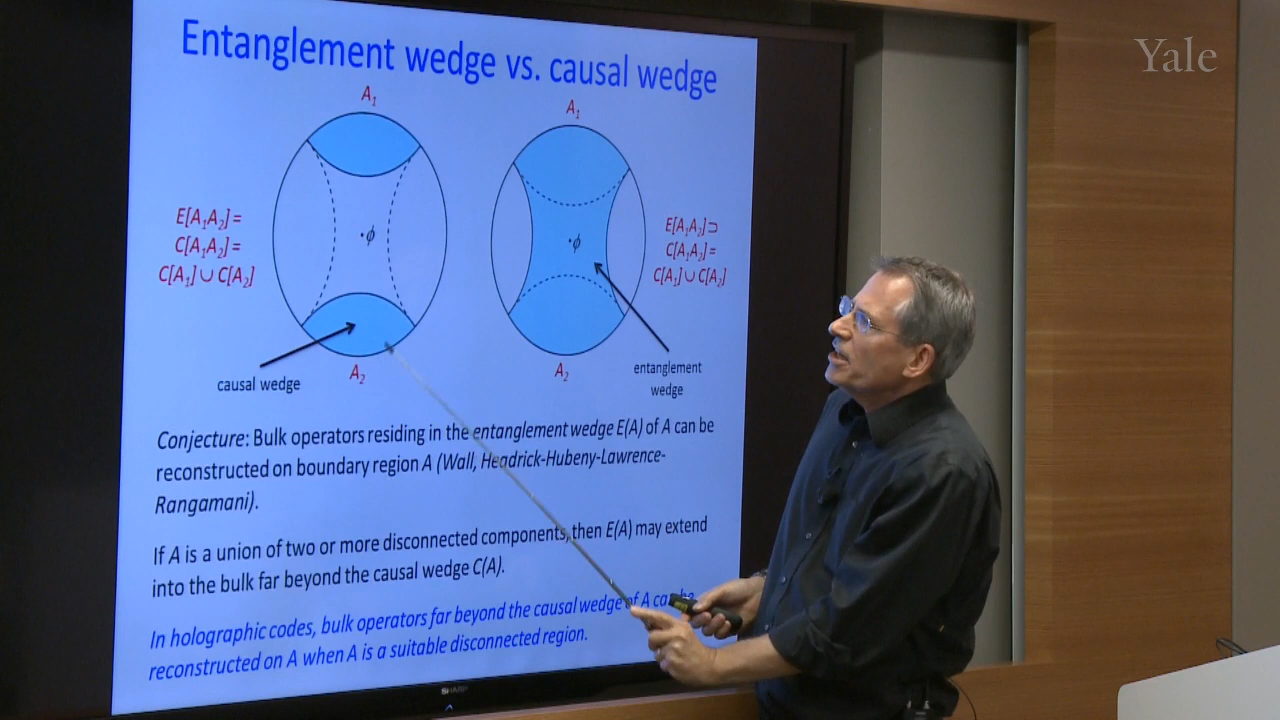 Yale
Entanglement wedge vs. causal wedge
A₁
A₁
E[A₁A₂] =
C[A₁A₂] =
C[A₁] ∪ C[A₂]
·ϕ
·ϕ
E[A₁A₂] ⊃
C[A₁A₂] =
C[A₁] ∪ C[A₂]
causal wedge
A₂
A₂
entanglement
wedge
Conjecture: Bulk operators residing in the entanglement wedge E(A) of A can be
reconstructed on boundary region A (Wall, Headrick-Hubeny-Lawrence-
Rangamani).
If A is a union of two or more disconnected components, then E(A) may extend
into the bulk far beyond the causal wedge C(A).
In holographic codes, bulk operators far beyond the causal wedge of A can be
reconstructed on A when A is a suitable disconnected region.
SHARP